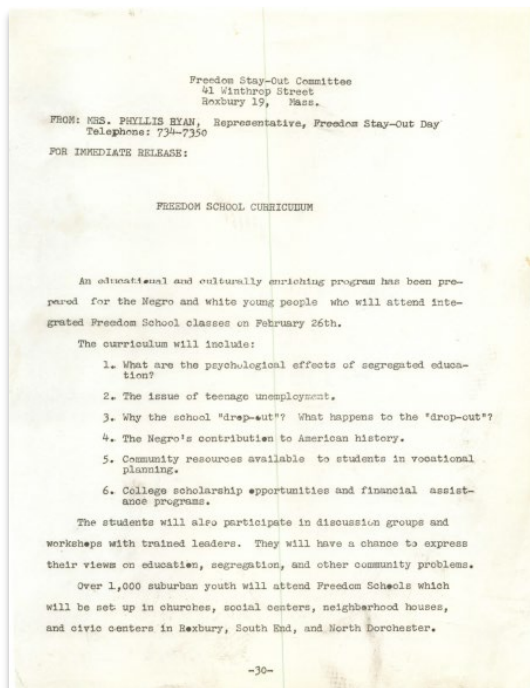 Freedom Stay-Out Committee
41 Winthrop Street
Roxbury 19, Mass.
FROM: MRS. PHYLLIS RYAN, Representative, Freedom Stay-Out Day
Telephone: 734-7350
FOR IMMEDIATE RELEASE:
FREEDOM SCHOOL CURRICULUM
An educational and culturally enriching program has been pre-
pared for the Negro and white young people who will attend inte-
grated Freedom School classes on February 26th.
The curriculum will include:
1. What are the psychological effects of segregated educa-
tion?
2. The issue of teenage unemployment.
3. Why the school "drop-out"? What happens to the "drop-out"?
4. The Negro's contribution to American history.
5. Community resources available to students in vocational
planning.
6. College scholarship opportunities and financial assist-
ance programs.
The students will also participate in discussion groups and
workshops with trained leaders. They will have a chance to express
their views on education, segregation, and other community problems.
Over 1,000 suburban youth will attend Freedom Schools which
will be set up in churches, social centers, neighborhood houses,
and civic centers in Roxbury, South End, and North Dorchester.
-30-